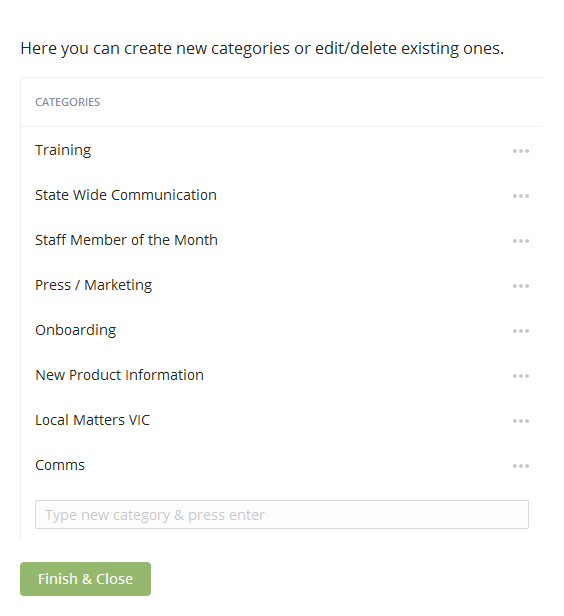 Here you can create new categories or edit/delete existing ones.
CATEGORIES
Training
State Wide Communication
Staff Member of the Month
Press / Marketing
Onboarding
New Product Information
Local Matters VIC
Comms
Type new category & press enter
Finish & Close